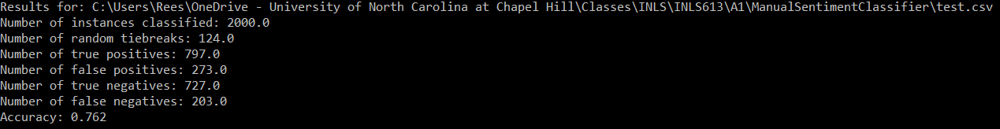 Results for: C:\Users\Rees\OneDrive - University of North Carolina at Chapel Hill\Classes\INLS\INLS613\A1\ManualSentimentClassifier\test.csv
Number of instances classified: 2000.0
Number of random tiebreaks: 124.0
Number of true positives: 797.0
Number of false positives: 273.0
Number of true negatives: 727.0
Number of false negatives: 203.0
Accuracy: 0.762